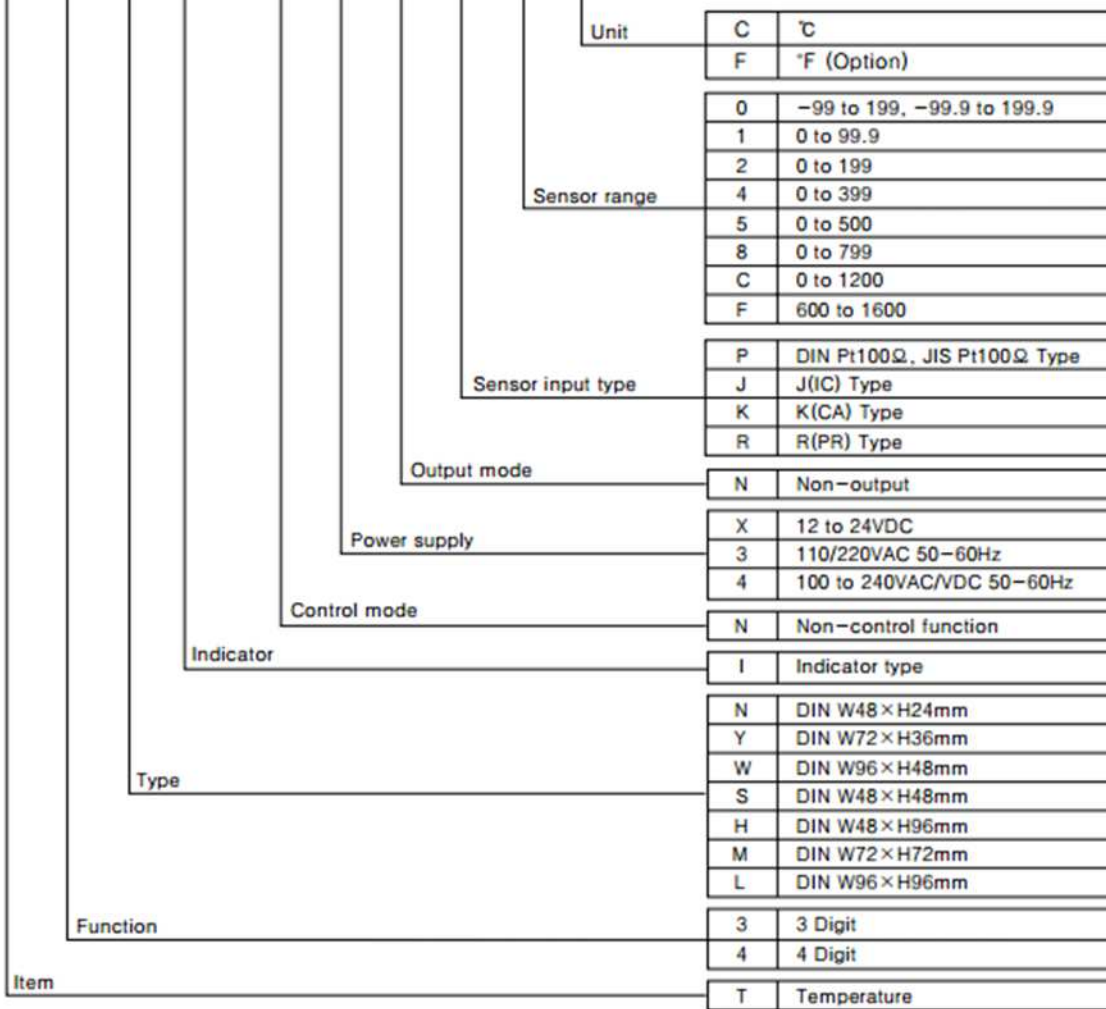 Unit
C ℃
F °F (Option)
0 -99 to 199, -99.9 to 199.9
1 0 to 99.9
2 0 to 199
Sensor range
4 0 to 399
5 0 to 500
8 0 to 799
C 0 to 1200
F 600 to 1600
P DIN Pt100Ω, JIS Pt100Ω Type
Sensor input type
J J(IC) Type
K K(CA) Type
R R(PR) Type
Output mode
N Non-output
X 12 to 24VDC
Power supply
3 110/220VAC 50-60Hz
4 100 to 240VAC/VDC 50-60Hz
Control mode
N Non-control function
Indicator
I Indicator type
N DIN W48×H24mm
Y DIN W72×H36mm
W DIN W96×H48mm
Type
S DIN W48×H48mm
H DIN W48×H96mm
M DIN W72×H72mm
L DIN W96×H96mm
Function
3 3 Digit
4 4 Digit
Item
T Temperature